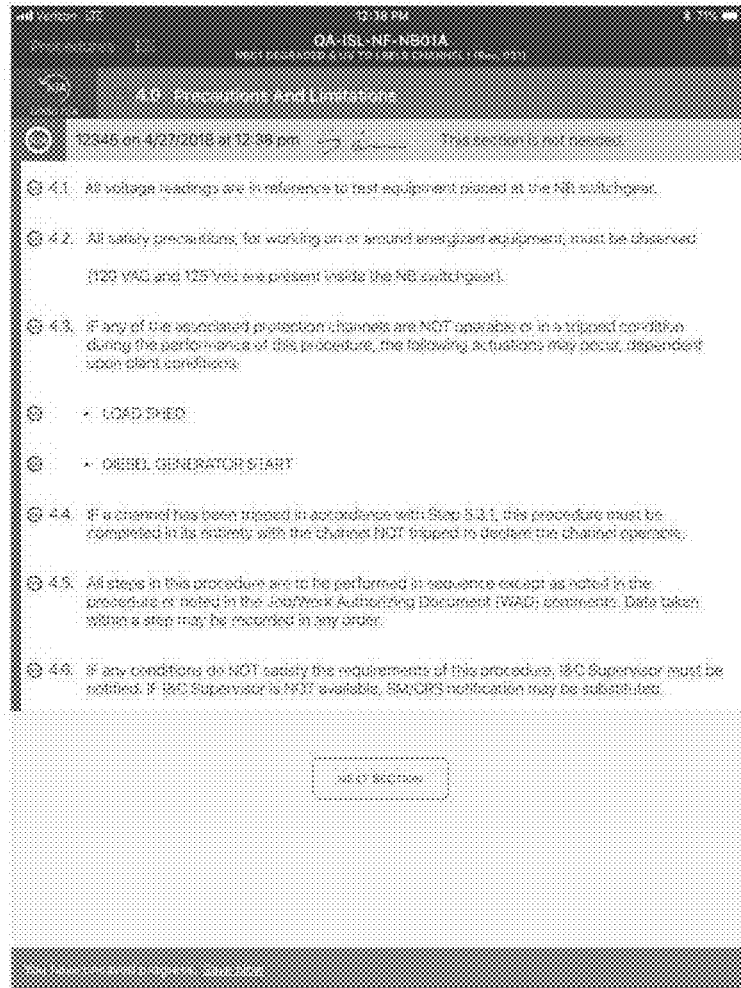 Verizon LTE 12:38 PM 71%
QA-ISL-NF-NB01A
4.0 Precautions And Limitations
12345 on 4/27/2018 at 12:38 pm This section is not needed
4.1. All voltage readings are in reference to test equipment placed at the NB switchgear.
4.2. All safety precautions, for working on or around energized equipment, must be observed
(120 VAC and 125 Vdc are present inside the NB switchgear).
4.3. IF any of the associated protection channels are NOT operable or in a tripped condition
during the performance of this procedure, the following actuations may occur, dependent
upon plant conditions:
• LOAD SHED
• DIESEL GENERATOR START
4.4. IF a channel has been tripped in accordance with Step 5.3.1, this procedure must be
completed in its entirety with the channel NOT tripped to declare the channel operable.
4.5. All steps in this procedure are to be performed in sequence except as noted in the
procedure or noted in the Job/Work Authorizing Document (WAD) comments. Data taken
within a step may be recorded in any order.
4.6. IF any conditions do NOT satisfy the requirements of this procedure, I&C Supervisor must be
notified. IF I&C Supervisor is NOT available, SM/CRS notification may be substituted.
NEXT SECTION